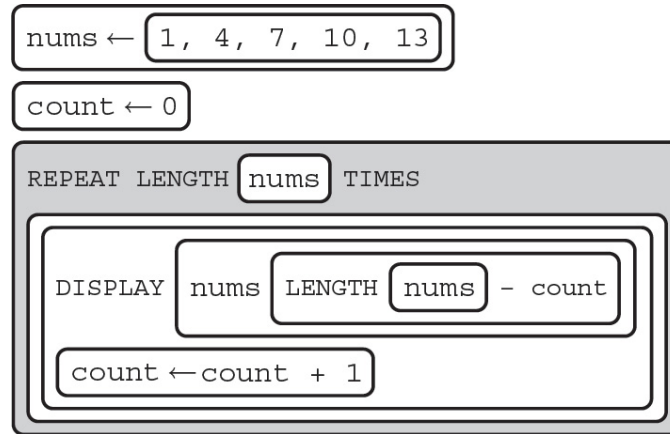 nums ← 1, 4, 7, 10, 13
count ← 0
REPEAT LENGTH nums TIMES
DISPLAY nums LENGTH nums - count
count ← count + 1